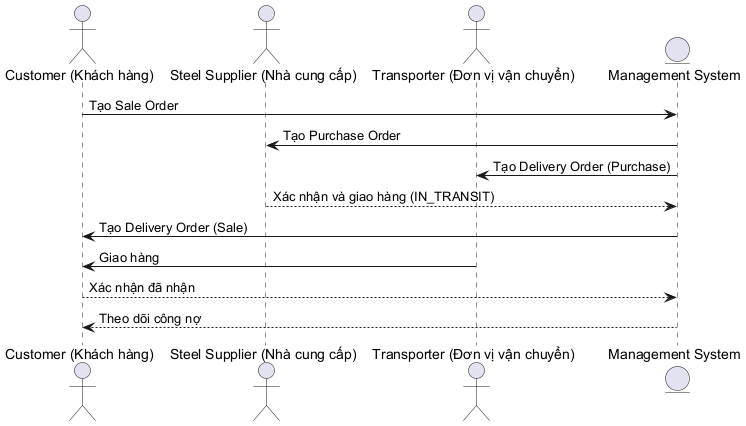 Customer (Khách hàng) Steel Supplier (Nhà cung cấp) Transporter (Đơn vị vận chuyển) Management System
Tạo Sale Order
Tạo Purchase Order
Tạo Delivery Order (Purchase)
Xác nhận và giao hàng (IN_TRANSIT)
Tạo Delivery Order (Sale)
Giao hàng
Xác nhận đã nhận
Theo dõi công nợ
Customer (Khách hàng) Steel Supplier (Nhà cung cấp) Transporter (Đơn vị vận chuyển) Management System